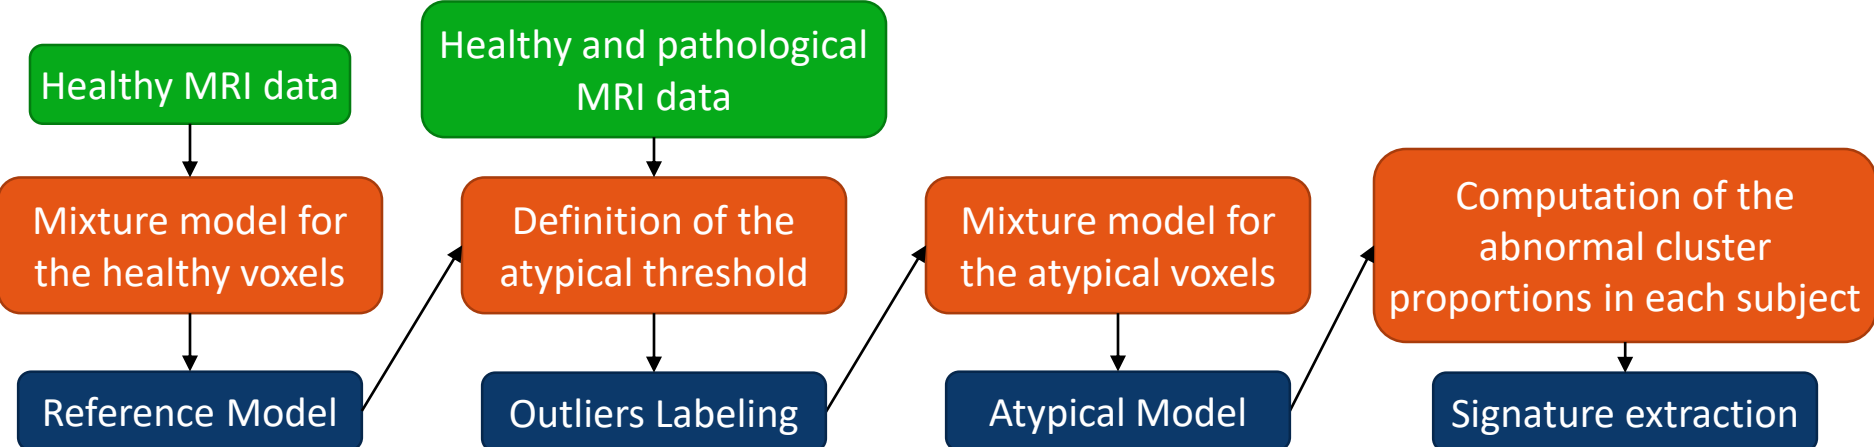 Healthy MRI data
Mixture model for
the healthy voxels
Reference Model
Healthy and pathological
MRI data
Definition of the
atypical threshold
Outliers Labeling
Mixture model for
the atypical voxels
Atypical Model
Computation of the
abnormal cluster
proportions in each subject
Signature extraction